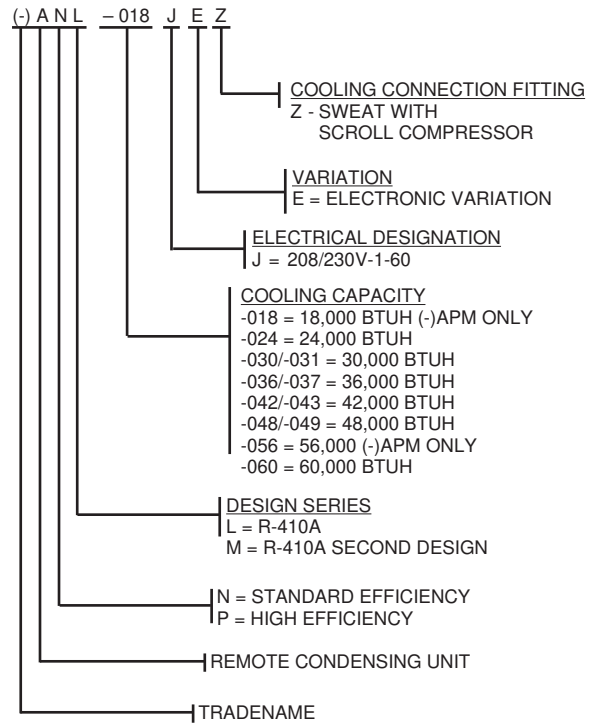 (-) A N L – 018 J E Z
COOLING CONNECTION FITTING
Z - SWEAT WITH
SCROLL COMPRESSOR
VARIATION
E = ELECTRONIC VARIATION
ELECTRICAL DESIGNATION
J = 208/230V-1-60
COOLING CAPACITY
-018 = 18,000 BTUH (-)APM ONLY
-024 = 24,000 BTUH
-030/-031 = 30,000 BTUH
-036/-037 = 36,000 BTUH
-042/-043 = 42,000 BTUH
-048/-049 = 48,000 BTUH
-056 = 56,000 (-)APM ONLY
-060 = 60,000 BTUH
DESIGN SERIES
L = R-410A
M = R-410A SECOND DESIGN
N = STANDARD EFFICIENCY
P = HIGH EFFICIENCY
REMOTE CONDENSING UNIT
TRADENAME